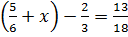 (5/6 + x) − 2/3 = 13/18